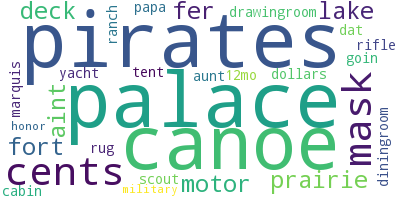 deck
ranch
papa
fer
drawingroom
lake
pirates
dat
rifle
goin
marquis
yacht
tent
aunt
12mo
dollars
palace
mask
aint
canoe
honor
fort
rug
diningroom
cents
motor
scout
prairie
cabin
military